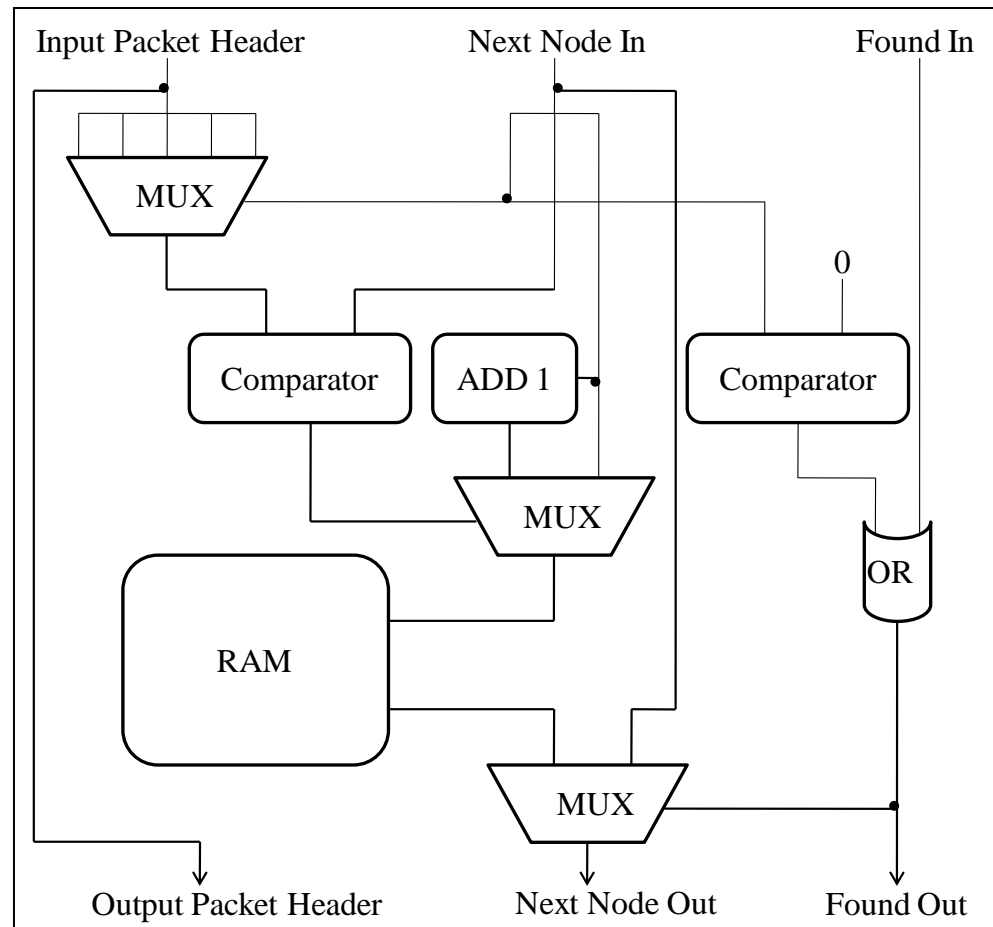 Input Packet Header
Next Node In
Found In
MUX
0
Comparator
ADD 1
Comparator
MUX
OR
RAM
MUX
Output Packet Header
Next Node Out
Found Out